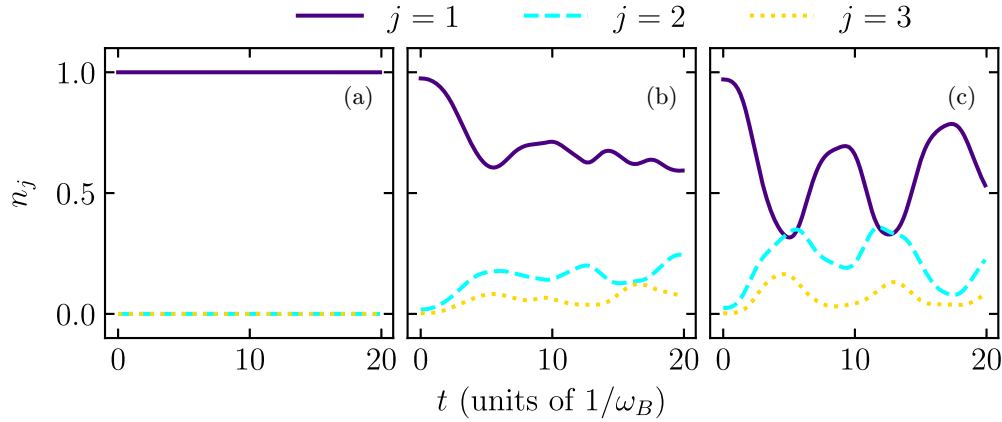 j = 1 j = 2 j = 3
(a) (b) (c)
1.0
0.5
0.0
n_j
0 10 20 0 10 20 0 10 20
t (units of 1/ω_B)